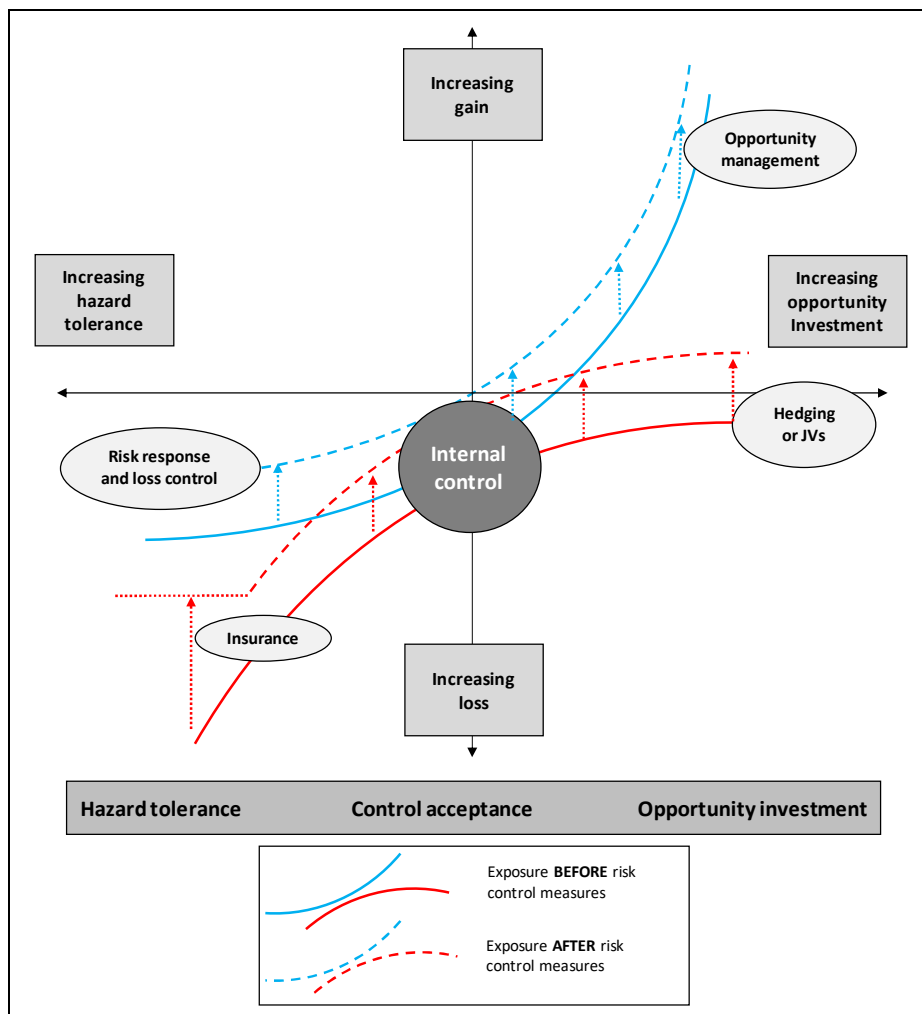 Increasing
gain
Opportunity
management
Increasing
hazard
tolerance
Increasing
opportunity
Investment
Risk response
and loss control
Internal
control
Hedging
or JVs
Insurance
Increasing
loss
Hazard tolerance Control acceptance Opportunity investment
Exposure BEFORE risk
control measures
Exposure AFTER risk
control measures